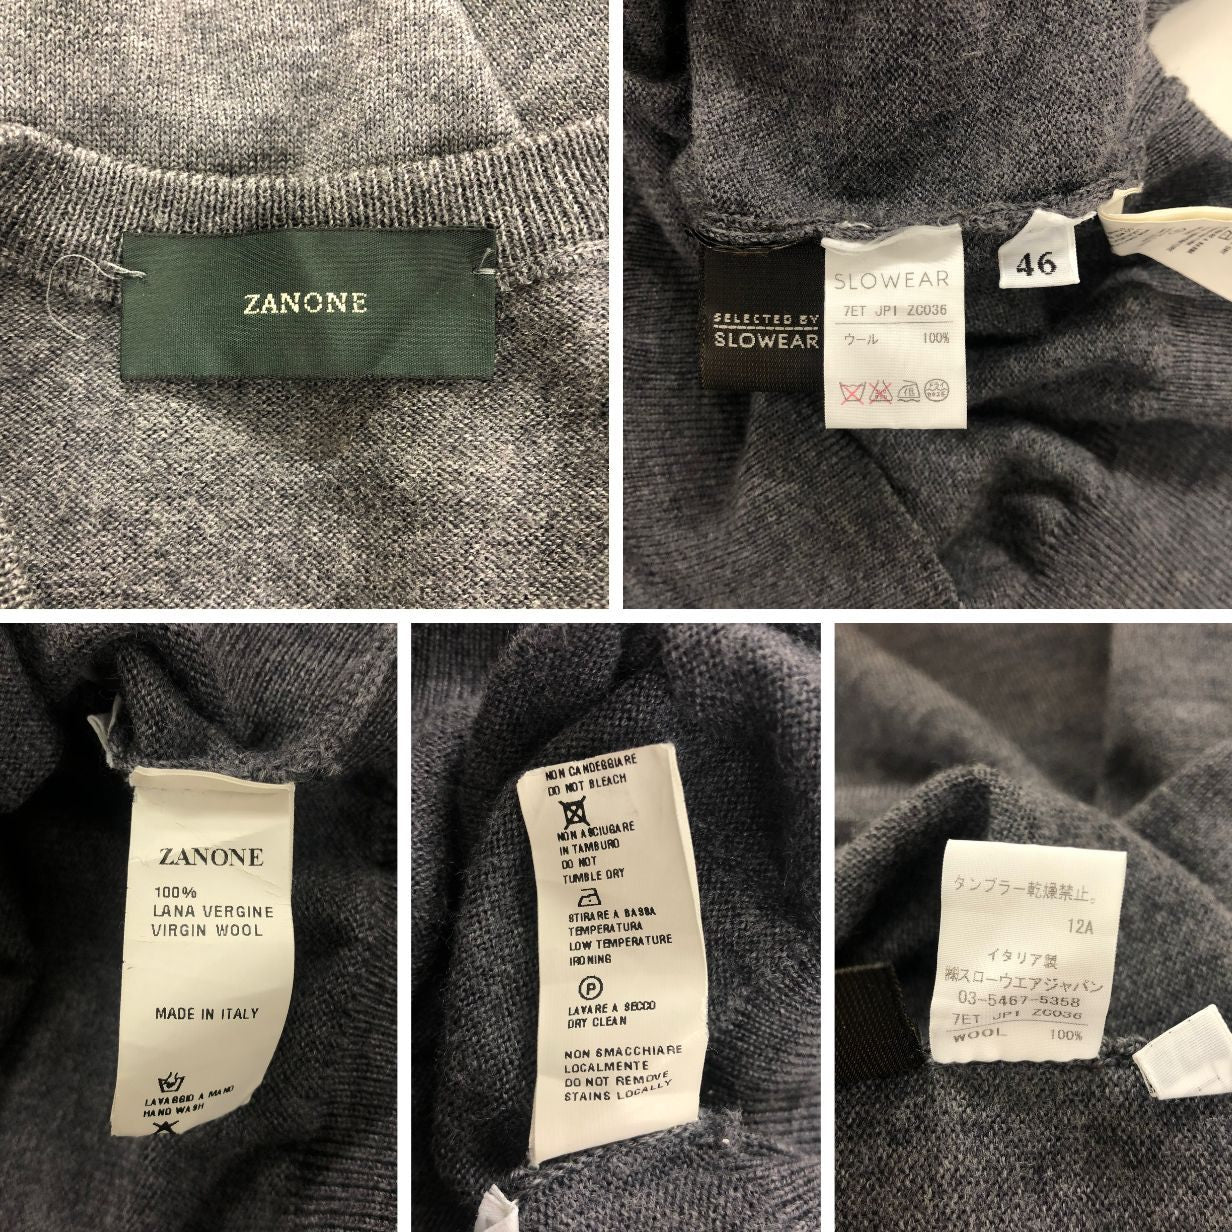 ZANONE
SELECTED BY
SLOWEAR
SLOWEAR
7ET JPI ZC036
ウール 100%
46
ZANONE
100%
LANA VERGINE
VIRGIN WOOL
MADE IN ITALY
LAVAGGIO A MANO
HAND WASH
NON CANDEGGIARE
DO NOT BLEACH
NON ASCIUGARE
IN TAMBURO
DO NOT
TUMBLE DRY
STIRARE A BASSA
TEMPERATURA
LOW TEMPERATURE
IRONING
P
LAVARE A SECCO
DRY CLEAN
NON SMACCHIARE
LOCALMENTE
DO NOT REMOVE
STAINS LOCALLY
タンブラー乾燥禁止。
12A
イタリア製
㈱スローウエアジャパン
03-5467-5358
7ET JPI ZC036
WOOL 100%